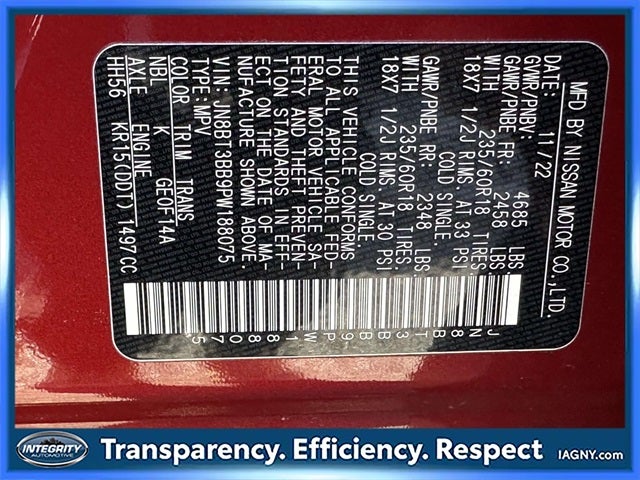 MFD BY NISSAN MOTOR CO.,LTD.
DATE: 11/22
GVWR/PNBV: 4685 LBS.
GAWR/PNBE FR: 2458 LBS.
WITH 235/60R18 TIRES,
18X7 1/2J RIMS, AT 33 PSI
COLD SINGLE.
GAWR/PNBE RR: 2348 LBS.
WITH 235/60R18 TIRES,
18X7 1/2J RIMS, AT 30 PSI
COLD SINGLE.
THIS VEHICLE CONFORMS
TO ALL APPLICABLE FED-
ERAL MOTOR VEHICLE SA-
FETY AND THEFT PREVEN-
TION STANDARDS IN EFF-
ECT ON THE DATE OF MA-
NUFACTURE SHOWN ABOVE.
VIN: JN8BT3BB9PW188075
TYPE: MPV
COLOR TRIM TRANS
NBL K GE0F14A
AXLE ENGINE
HH56 KR15(DDT)1497CC
JN8BT3BB9PW188075
INTEGRITY
AUTOMOTIVE
Transparency. Efficiency. Respect
IAGNY.com